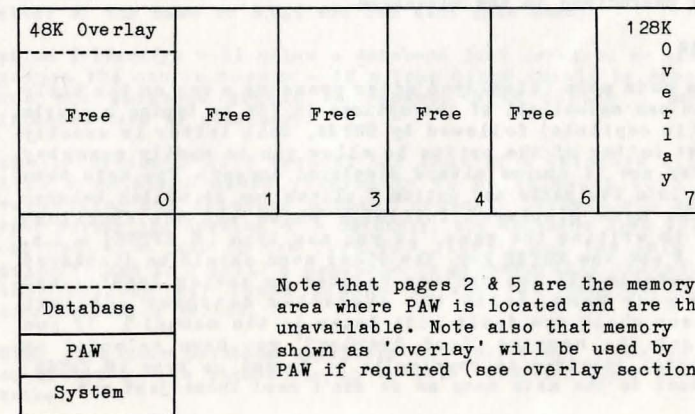 48K Overlay
128K
O
v
e
r
l
a
y
Free Free Free Free Free
0 1 3 4 6 7
Database
PAW
System
Note that pages 2 & 5 are the memory
area where PAW is located and are th
unavailable. Note also that memory
shown as 'overlay' will be used by
PAW if required (see overlay section